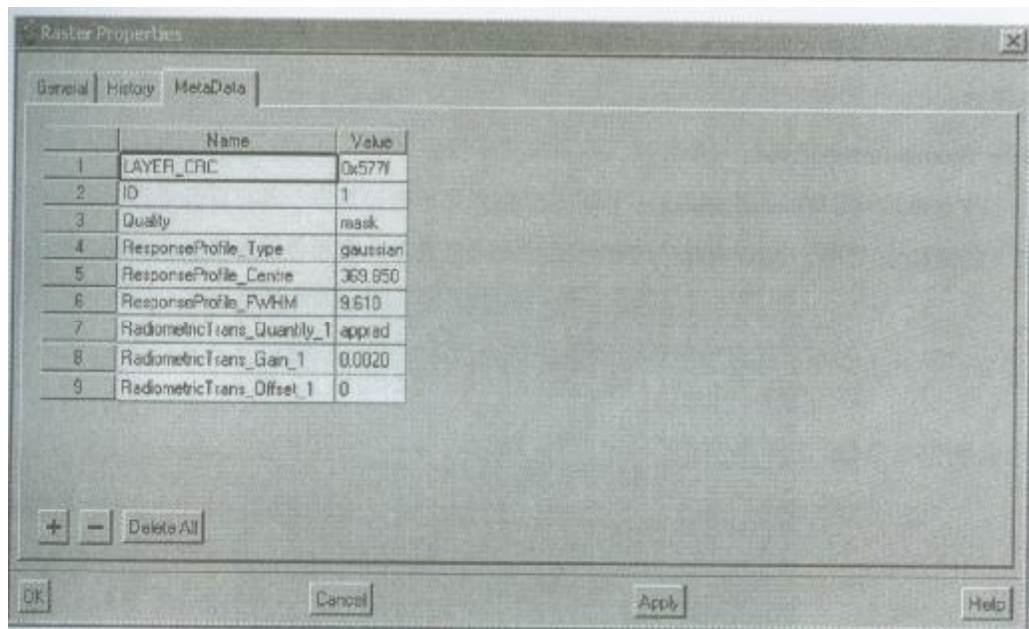 Raster Properties
General History MetaData
Name Value
1 LAYER_CRC 0x577f
2 ID 1
3 Quality mask
4 ResponseProfile_Type gaussian
5 ResponseProfile_Centre 369.850
6 ResponseProfile_FWHM 9.610
7 RadiometricTrans_Quantity_1 apprad
8 RadiometricTrans_Gain_1 0.0020
9 RadiometricTrans_Offset_1 0
+ − Delete All
OK Cancel Apply Help